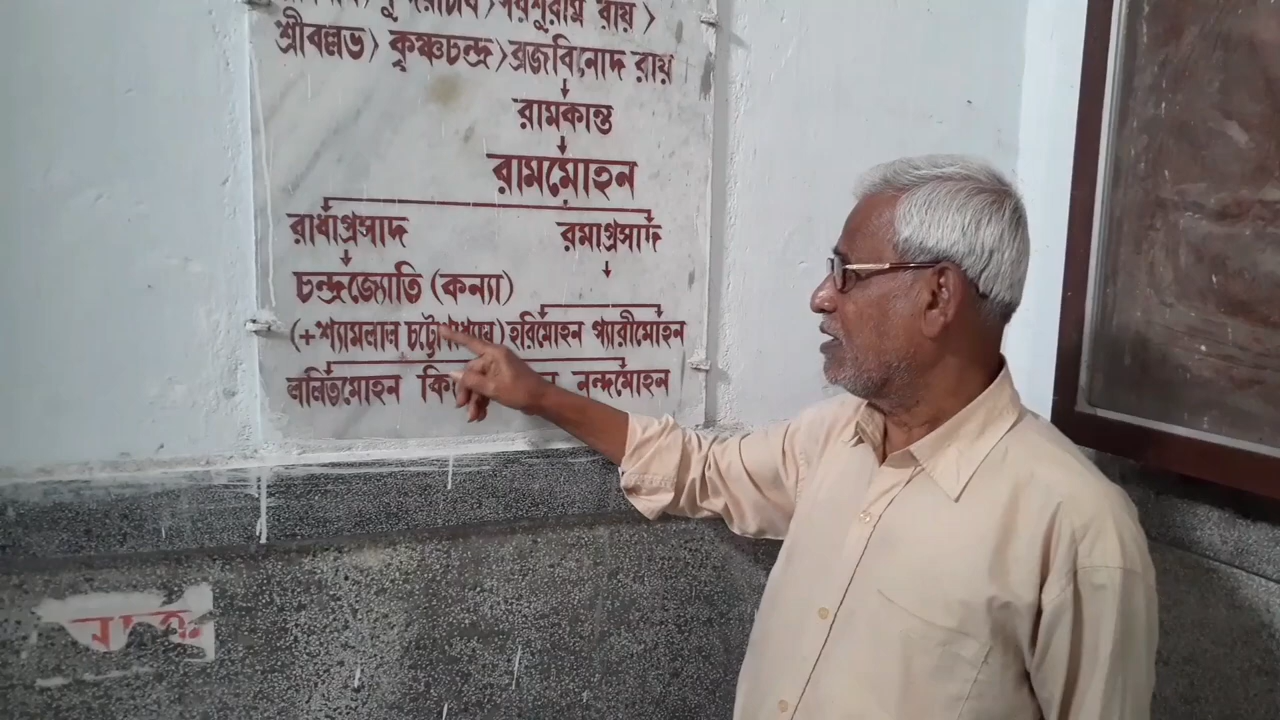 পরশুরাম রায়>
শ্রীবল্লভ> কৃষ্ণচন্দ্র>ব্রজবিনোদ রায়
রামকান্ত
রামমোহন
রাধাপ্রসাদ রমাপ্রসাদ
চন্দ্রজ্যোতি (কন্যা)
(+শ্যামলাল চট্টোপাধ্যায়) হরিমোহন প্যারীমোহন
ললিতমোহন নন্দমোহন